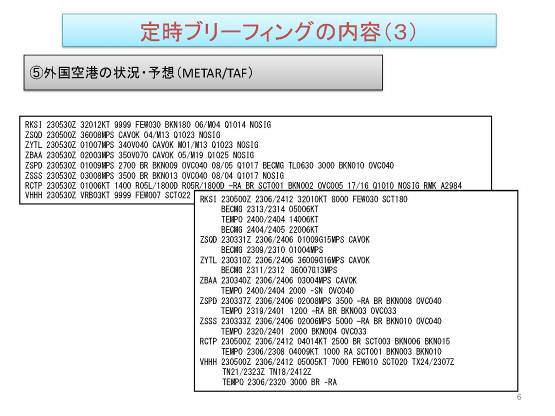 定時ブリーフィングの内容(3)
⑤外国空港の状況・予想(METAR/TAF)
RKSI 230530Z 32012KT 9999 FEW030 BKN180 06/M04 Q1014 NOSIG
ZSQD 230500Z 36008MPS CAVOK 04/M13 Q1023 NOSIG
ZYTL 230530Z 01007MPS 340V040 CAVOK M01/M13 Q1023 NOSIG
ZBAA 230530Z 02003MPS 350V070 CAVOK 05/M19 Q1025 NOSIG
ZSPD 230530Z 01009MPS 2700 BR BKN009 OVC040 08/05 Q1017 BECMG TL0630 3000 BKN010 OVC040
ZSSS 230530Z 03008MPS 3500 BR BKN013 OVC040 08/04 Q1017 NOSIG
RCTP 230530Z 01006KT 1400 R05L/1800D R05R/1800D -RA BR SCT001 BKN002 OVC005 17/16 Q1010 NOSIG RMK A2984
VHHH 230530Z VRB03KT 9999 FEW007 SCT022
RKSI 230500Z 2306/2412 32010KT 8000 FEW030 SCT180
BECMG 2313/2314 05006KT
TEMPO 2400/2404 14006KT
BECMG 2404/2405 22006KT
ZSQD 230331Z 2306/2406 01009G15MPS CAVOK
BECMG 2309/2310 01004MPS
ZYTL 230310Z 2306/2406 36009G16MPS CAVOK
BECMG 2311/2312 36007G13MPS
ZBAA 230340Z 2306/2406 03004MPS CAVOK
TEMPO 2400/2404 2000 -SN OVC040
ZSPD 230337Z 2306/2406 02008MPS 3500 -RA BR BKN008 OVC040
TEMPO 2319/2401 1200 -RA BR BKN003 OVC033
ZSSS 230333Z 2306/2406 02006MPS 5000 -RA BR BKN010 OVC040
TEMPO 2320/2401 2000 BKN004 OVC033
RCTP 230500Z 2306/2412 04014KT 2500 BR SCT003 BKN006 BKN015
TEMPO 2306/2308 04009KT 1000 RA SCT001 BKN003 BKN010
VHHH 230500Z 2306/2412 05005KT 7000 FEW010 SCT020 TX24/2307Z
TN21/2323Z TN18/2412Z
TEMPO 2306/2320 3000 BR -RA
6